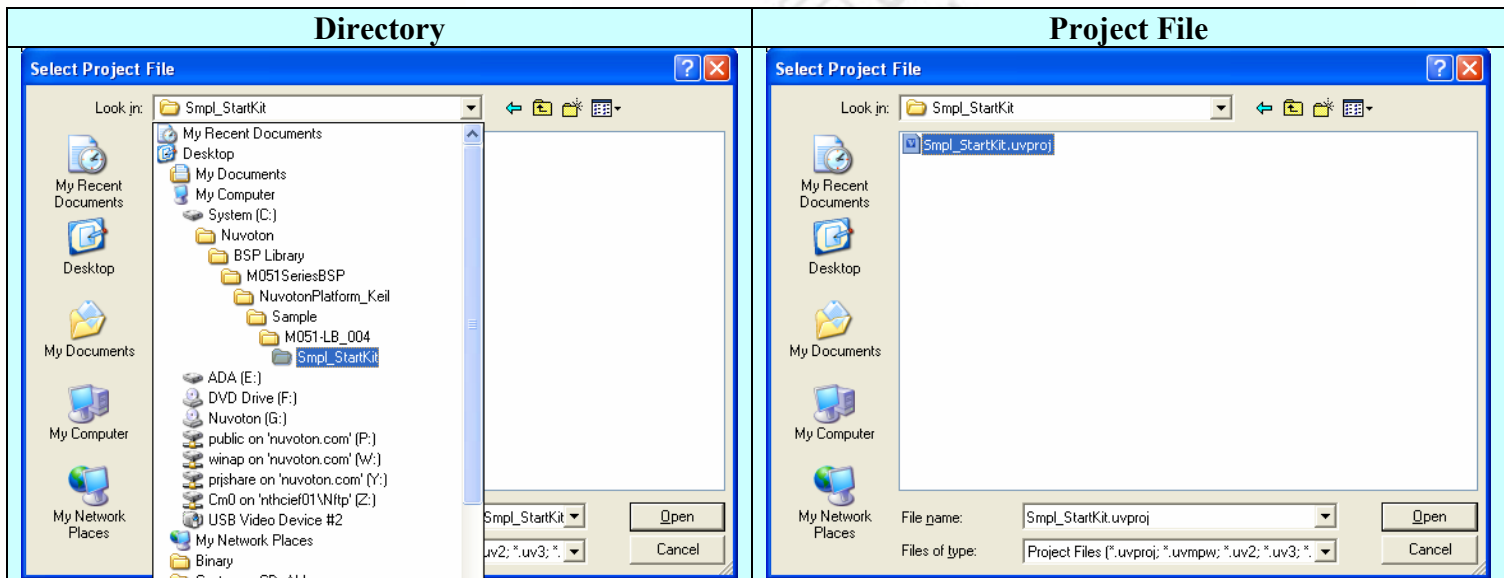 Directory
Project File
Select Project File
Look in:
Smpl_StartKit
My Recent Documents
Desktop
My Documents
My Computer
System (C:)
Nuvoton
BSP Library
M051SeriesBSP
NuvotonPlatform_Keil
Sample
M051-LB_004
Smpl_StartKit
ADA (E:)
DVD Drive (F:)
Nuvoton (G:)
public on 'nuvoton.com' (P:)
winap on 'nuvoton.com' (W:)
prjshare on 'nuvoton.com' (Y:)
Cm0 on 'nthcief01\Nftp' (Z:)
USB Video Device #2
My Network Places
Binary
My Recent
Documents
Desktop
My Documents
My Computer
My Network
Places
Smpl_StartKit
Open
uv2; *.uv3; *.
Cancel
Select Project File
Look in:
Smpl_StartKit
Smpl_StartKit.uvproj
My Recent
Documents
Desktop
My Documents
My Computer
My Network
Places
File name:
Smpl_StartKit.uvproj
Open
Files of type:
Project Files (*.uvproj; *.uvmpw; *.uv2; *.uv3; *.
Cancel